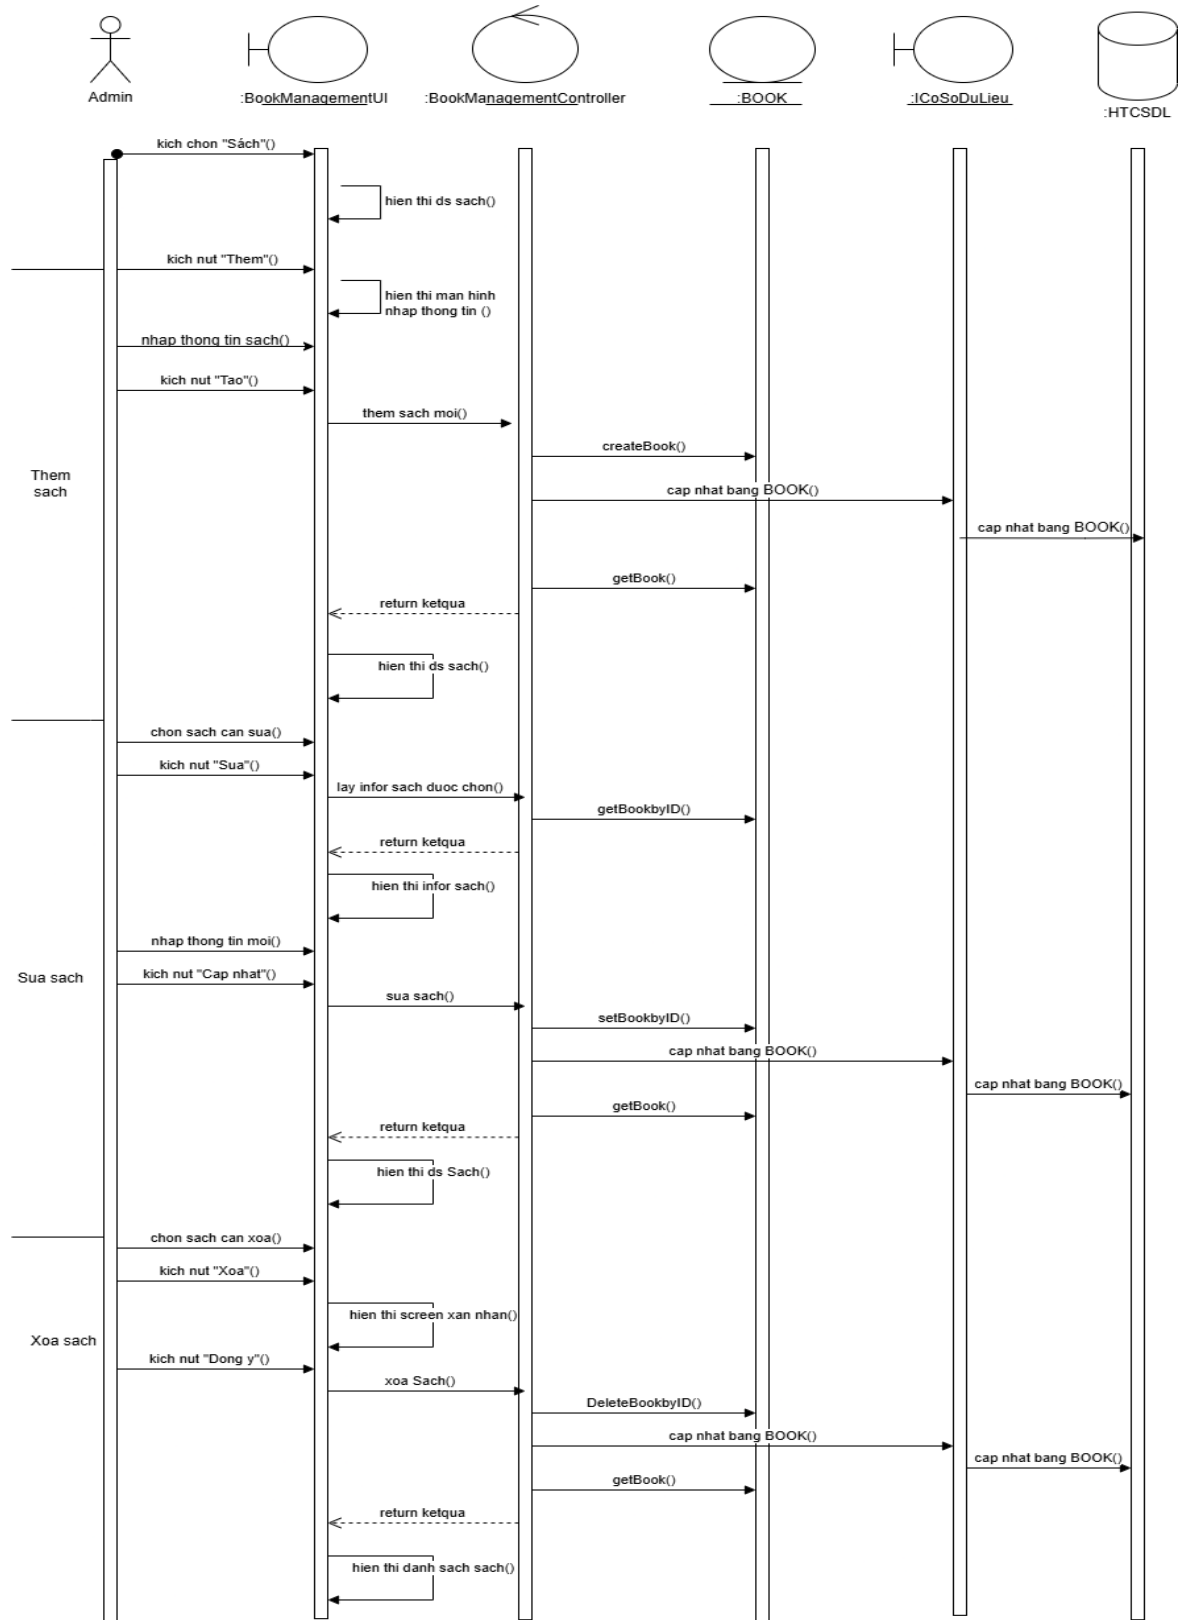 Admin
:BookManagementUI
:BookManagementController
:BOOK
:ICoSoDuLieu
:HTCSDL
kich chon "Sách"()
hien thi ds sach()
kich nut "Them"()
hien thi man hinh
nhap thong tin ()
nhap thong tin sach()
kich nut "Tao"()
them sach moi()
createBook()
Them
sach
cap nhat bang BOOK()
cap nhat bang BOOK()
getBook()
return ketqua
hien thi ds sach()
chon sach can sua()
kich nut "Sua"()
lay infor sach duoc chon()
getBookbyID()
return ketqua
hien thi infor sach()
nhap thong tin moi()
Sua sach
kich nut "Cap nhat"()
sua sach()
setBookbyID()
cap nhat bang BOOK()
cap nhat bang BOOK()
getBook()
return ketqua
hien thi ds Sach()
chon sach can xoa()
kich nut "Xoa"()
hien thi screen xan nhan()
Xoa sach
kich nut "Dong y"()
xoa Sach()
DeleteBookbyID()
cap nhat bang BOOK()
cap nhat bang BOOK()
getBook()
return ketqua
hien thi danh sach sach()